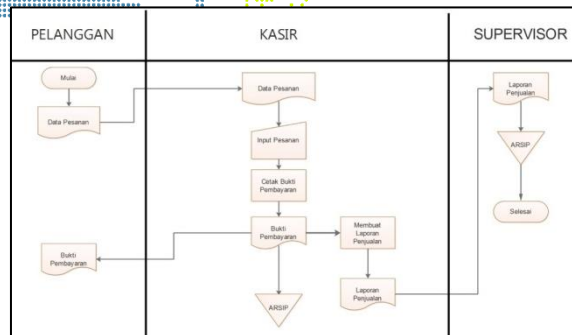 PELANGGAN
KASIR
SUPERVISOR
Mulai
Data Pesanan
Bukti
Pembayaran
Data Pesanan
Input Pesanan
Cetak Bukti
Pembayaran
Bukti
Pembayaran
ARSIP
Membuat
Laporan
Penjualan
Laporan
Penjualan
Laporan
Penjualan
ARSIP
Selesai